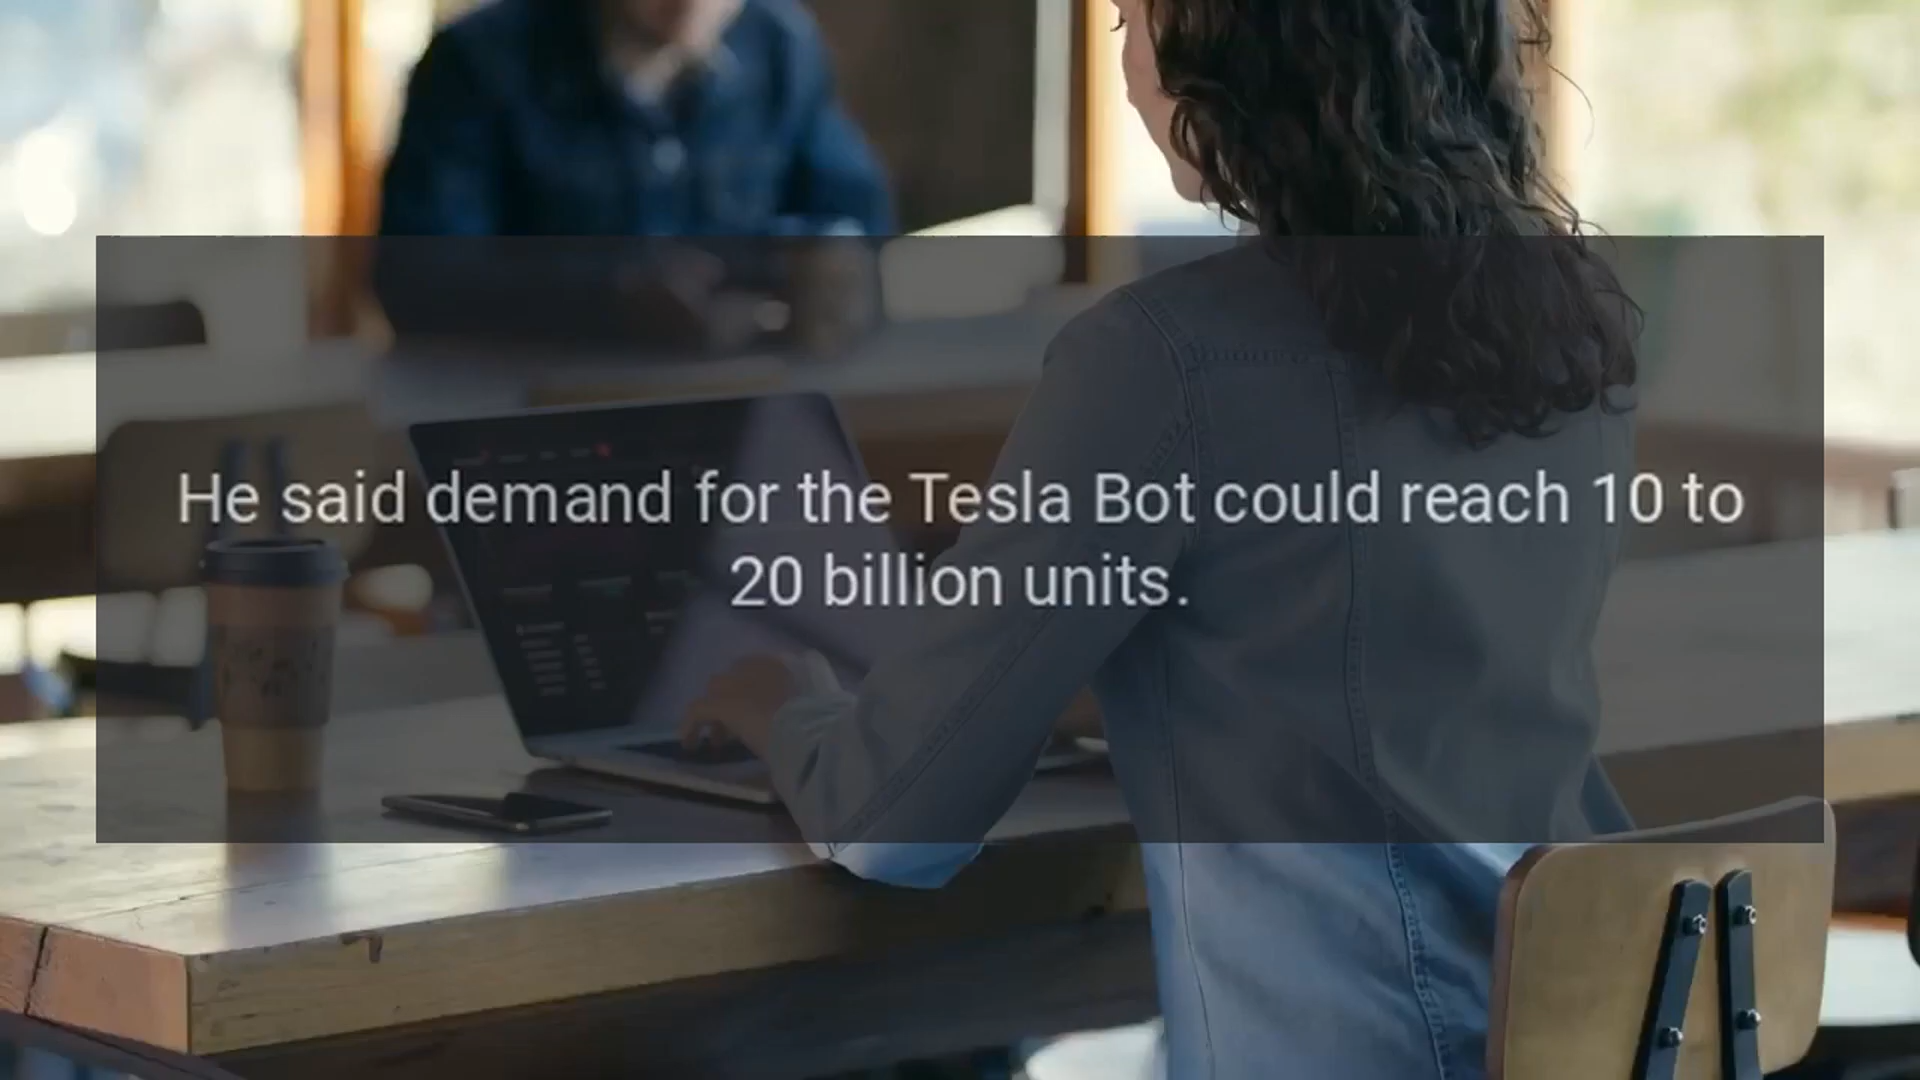 He said demand for the Tesla Bot could reach 10 to
20 billion units.